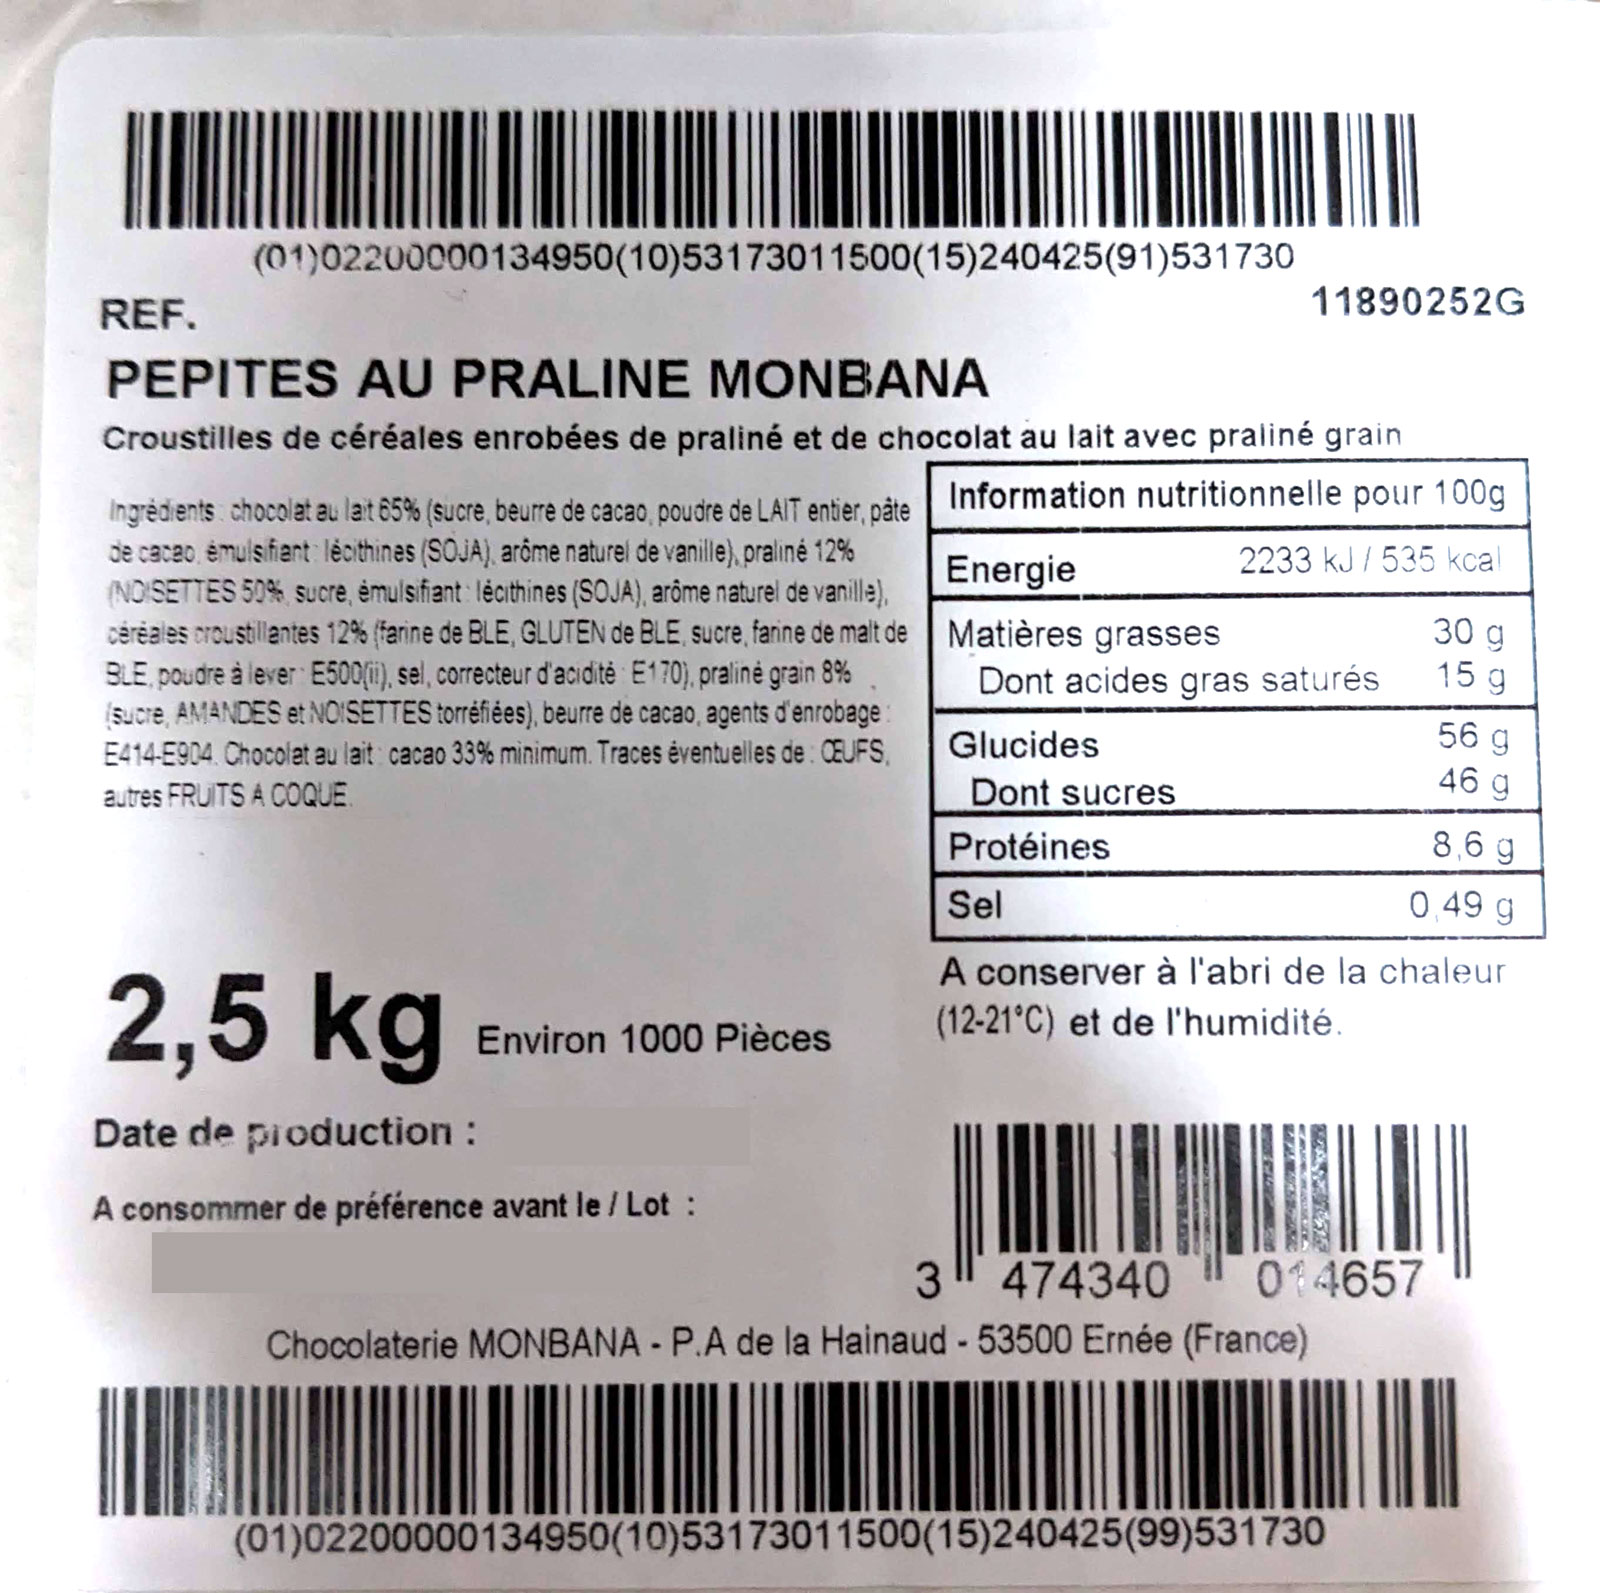 (01)02200000134950(10)53173011500(15)240425(91)531730
REF.
11890252G
PEPITES AU PRALINE MONBANA
Croustilles de céréales enrobées de praliné et de chocolat au lait avec praliné grain
Ingrédients : chocolat au lait 65% (sucre, beurre de cacao, poudre de LAIT entier, pâte
de cacao, émulsifiant : lécithines (SOJA), arôme naturel de vanille), praliné 12%
(NOISETTES 50%, sucre, émulsifiant : lécithines (SOJA), arôme naturel de vanille),
céréales croustillantes 12% (farine de BLE, GLUTEN de BLE, sucre, farine de malt de
BLE, poudre à lever : E500(ii), sel, correcteur d'acidité : E170), praliné grain 8%
(sucre, AMANDES et NOISETTES torréfiées), beurre de cacao, agents d'enrobage :
E414-E904. Chocolat au lait : cacao 33% minimum. Traces éventuelles de : ŒUFS,
autres FRUITS A COQUE.
Information nutritionnelle pour 100g
Energie 2233 kJ / 535 kcal
Matières grasses 30 g
Dont acides gras saturés 15 g
Glucides 56 g
Dont sucres 46 g
Protéines 8,6 g
Sel 0,49 g
A conserver à l'abri de la chaleur
(12-21°C) et de l'humidité.
2,5 kg Environ 1000 Pièces
Date de production :
A consommer de préférence avant le / Lot :
3 474340 014657
Chocolaterie MONBANA - P.A de la Hainaud - 53500 Ernée (France)
(01)02200000134950(10)53173011500(15)240425(99)531730